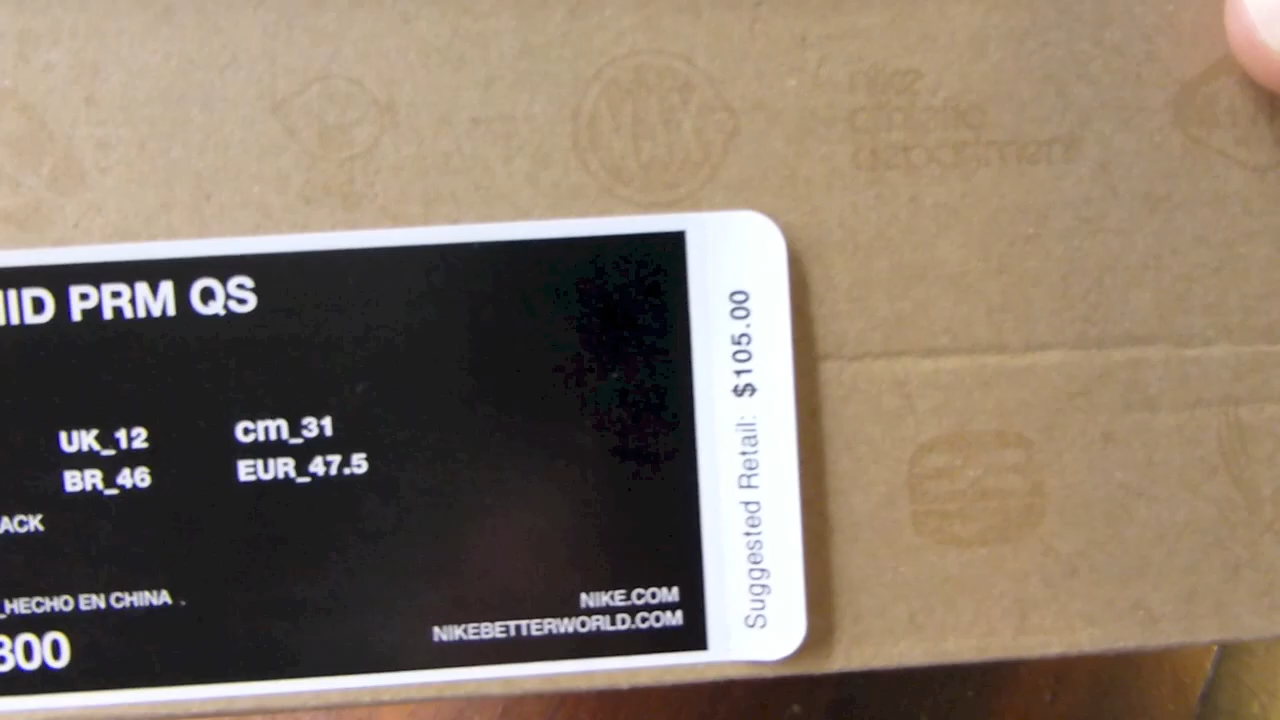 IID PRM QS
UK_12 cm_31
BR_46 EUR_47.5
ACK
_HECHO EN CHINA
NIKE.COM
NIKEBETTERWORLD.COM
300
Suggested Retail: $105.00
nike